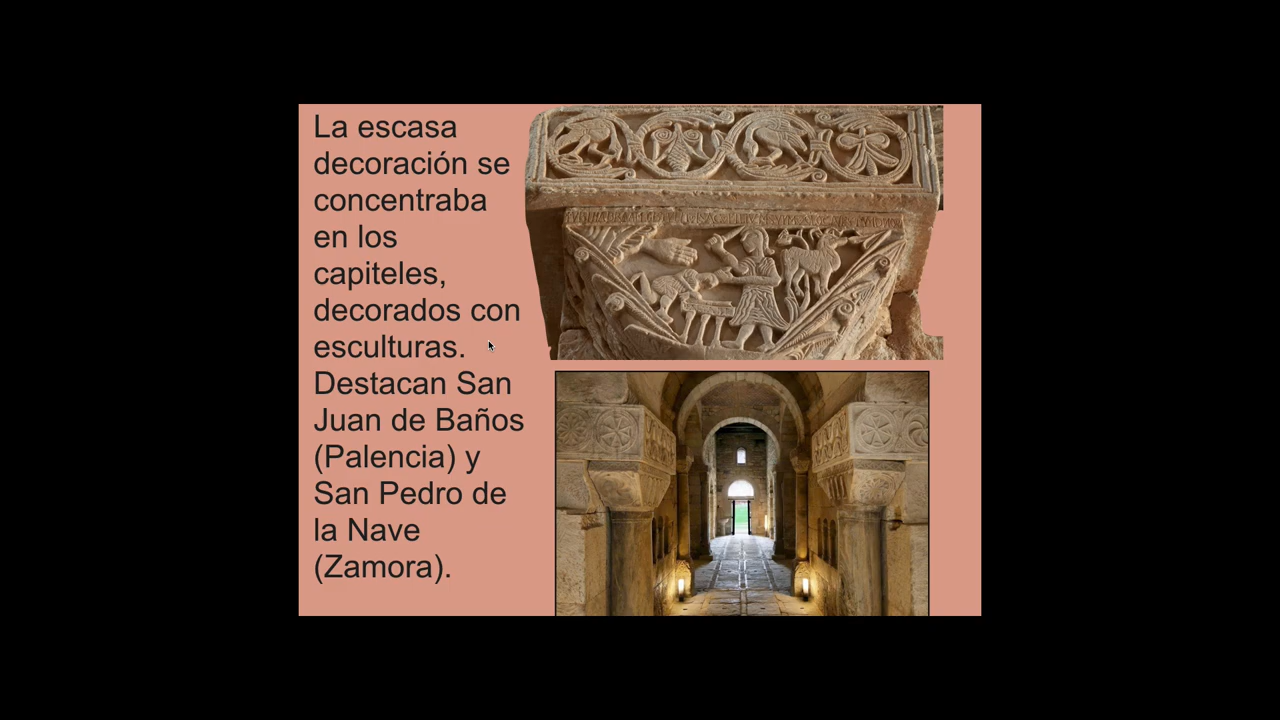 La escasa
decoración se
concentraba
en los
capiteles,
decorados con
esculturas.
Destacan San
Juan de Baños
(Palencia) y
San Pedro de
la Nave
(Zamora).